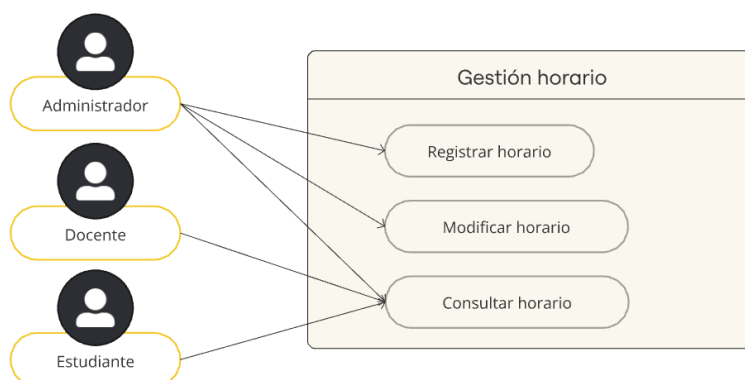 Gestión horario
Administrador
Registrar horario
Docente
Modificar horario
Consultar horario
Estudiante